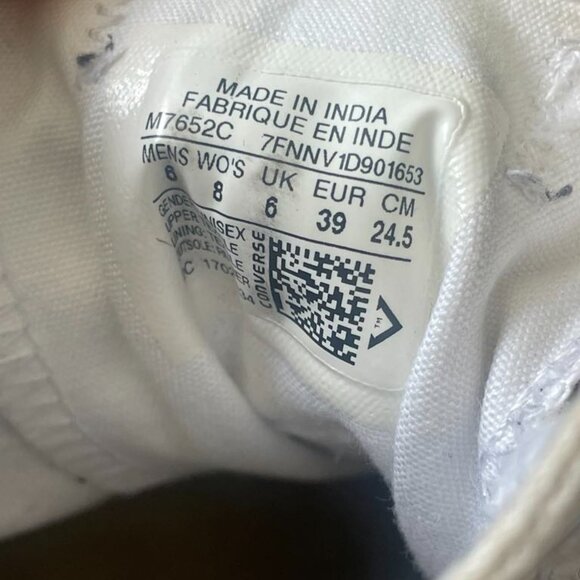 MADE IN INDIA
FABRIQUE EN INDE
M7652C 7FNNV1D901653
MENS WO'S UK EUR CM
6 8 6 39 24.5
CONVERSE
TM